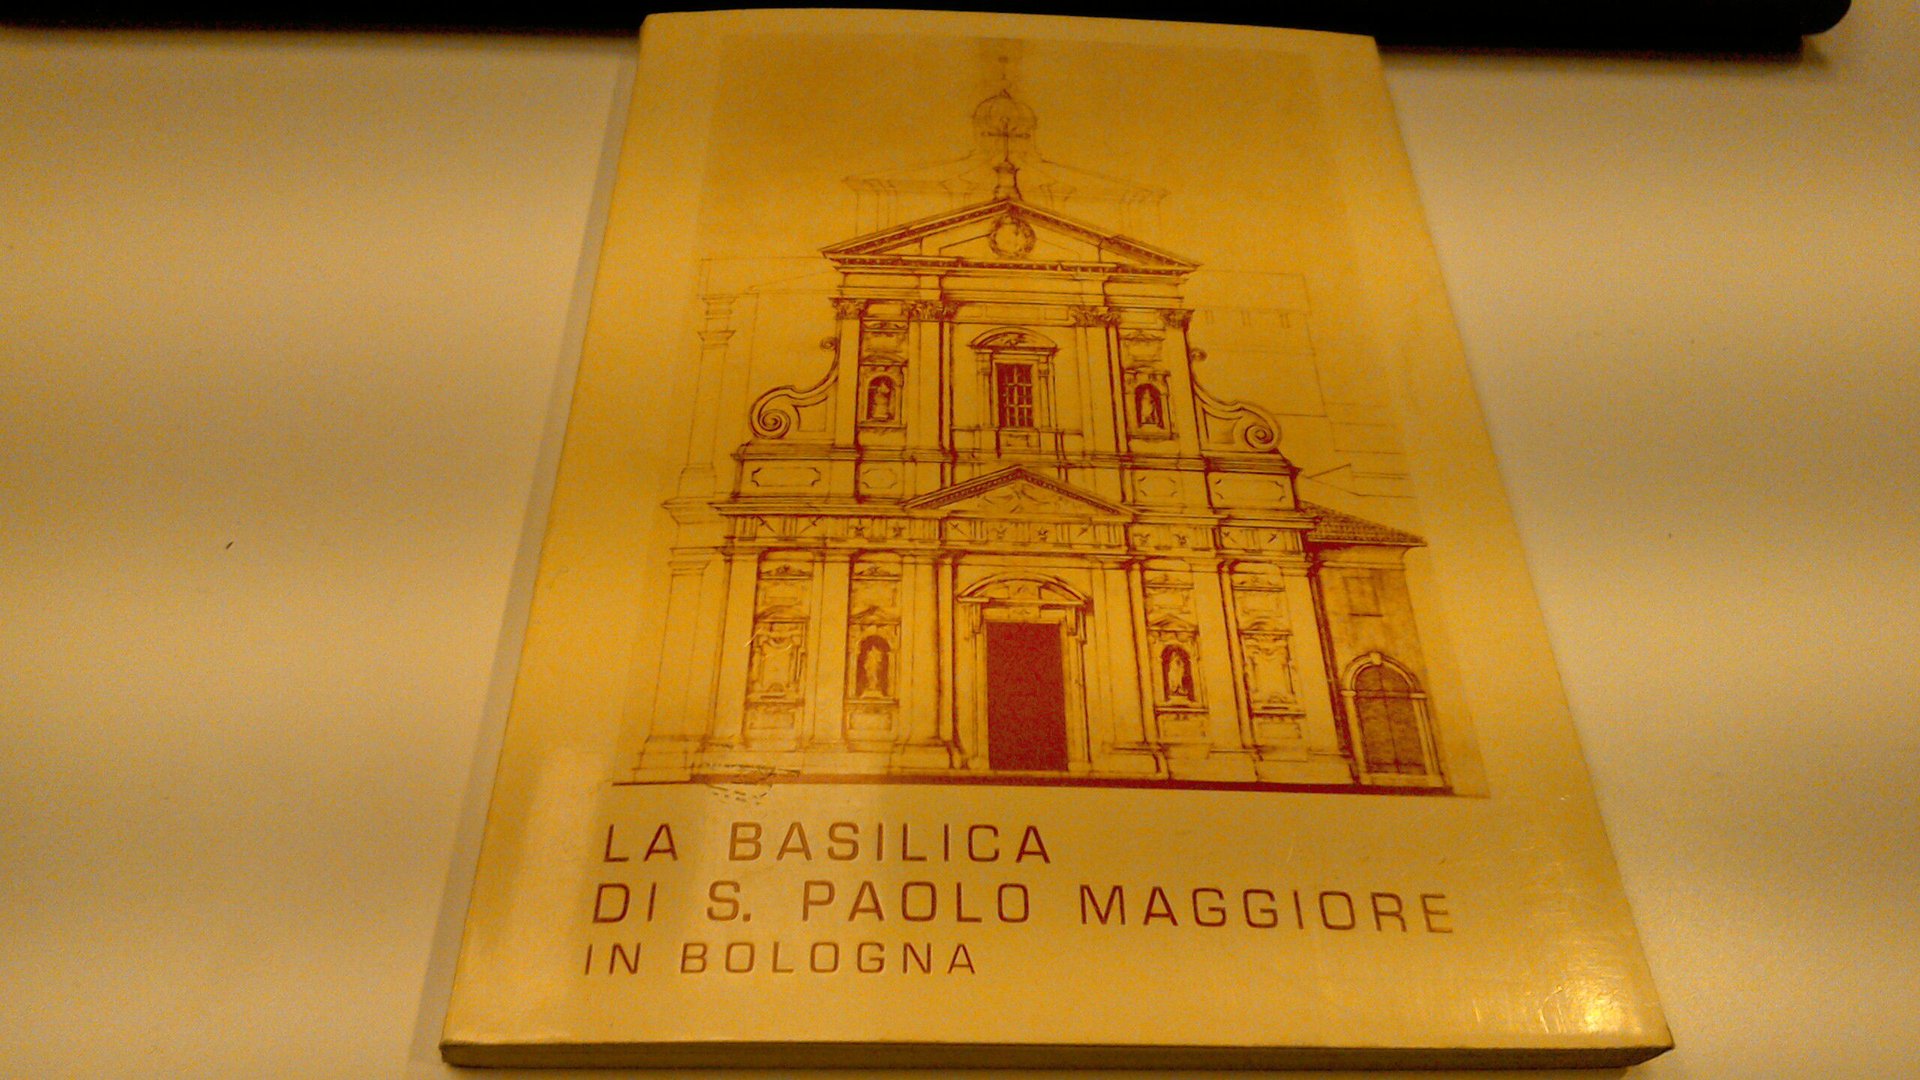 LA BASILICA
DI S. PAOLO MAGGIORE
IN BOLOGNA